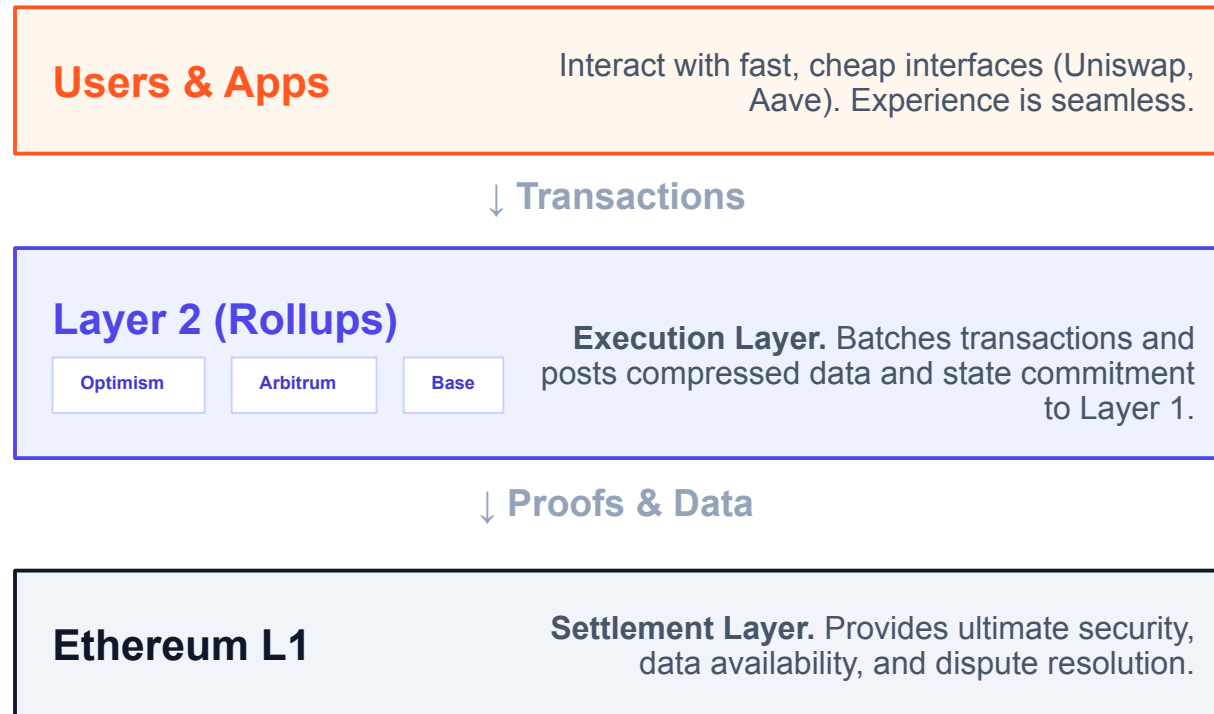 Users & Apps
Interact with fast, cheap interfaces (Uniswap,
Aave). Experience is seamless.
↓ Transactions
Layer 2 (Rollups)
Optimism
Arbitrum
Base
Execution Layer. Batches transactions and
posts compressed data and state commitment
to Layer 1.
↓ Proofs & Data
Ethereum L1
Settlement Layer. Provides ultimate security,
data availability, and dispute resolution.